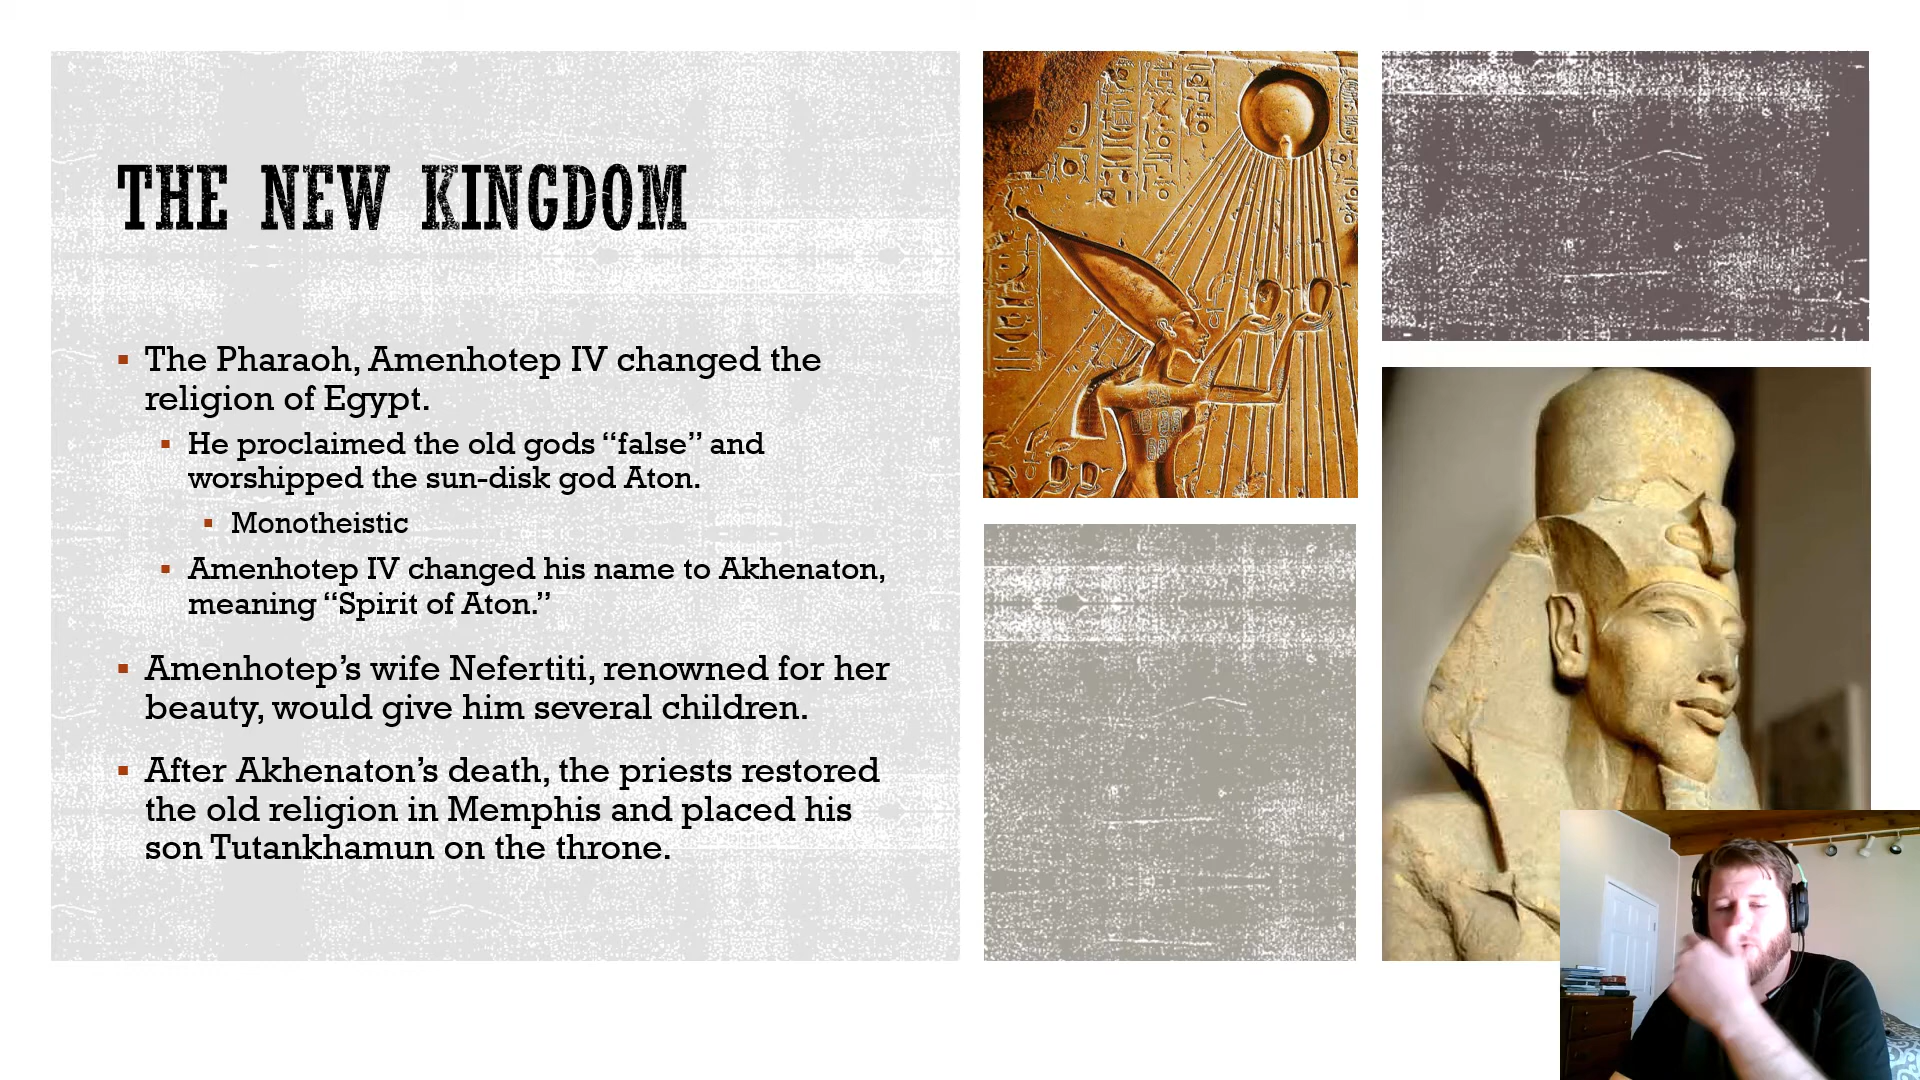 THE NEW KINGDOM
The Pharaoh, Amenhotep IV changed the
religion of Egypt.
He proclaimed the old gods “false” and
worshipped the sun-disk god Aton.
Monotheistic
Amenhotep IV changed his name to Akhenaton,
meaning “Spirit of Aton.”
Amenhotep’s wife Nefertiti, renowned for her
beauty, would give him several children.
After Akhenaton’s death, the priests restored
the old religion in Memphis and placed his
son Tutankhamun on the throne.